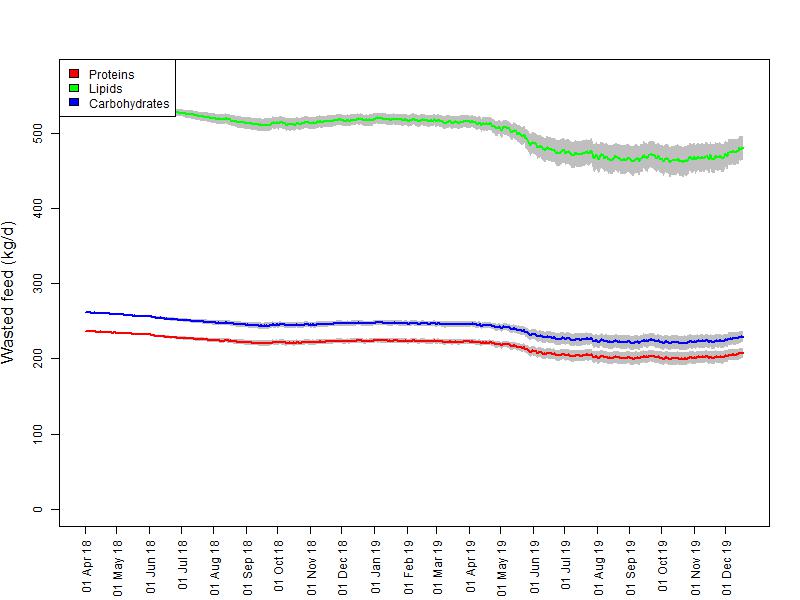 Proteins
Lipids
Carbohydrates
Wasted feed (kg/d)
500
400
300
200
100
0
01 Apr 18
01 May 18
01 Jun 18
01 Jul 18
01 Aug 18
01 Sep 18
01 Oct 18
01 Nov 18
01 Dec 18
01 Jan 19
01 Feb 19
01 Mar 19
01 Apr 19
01 May 19
01 Jun 19
01 Jul 19
01 Aug 19
01 Sep 19
01 Oct 19
01 Nov 19
01 Dec 19